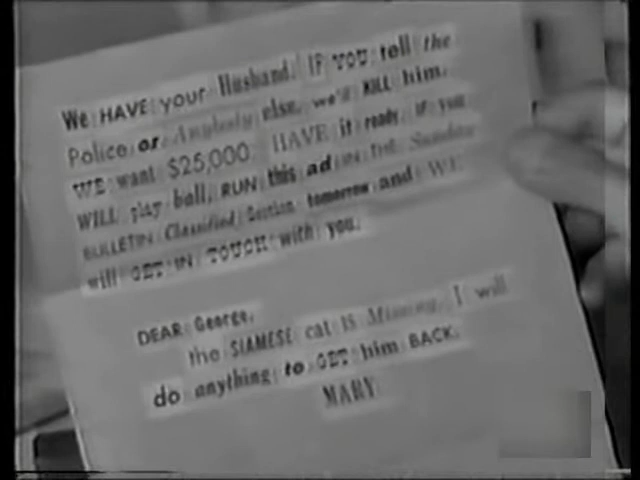 We HAVE your Husband. IF YOU tell the
Police or Anybody else, we'll KILL him.
WE want $25,000. HAVE it ready. IF you
WILL play ball, RUN this ad IN THE Sunday
BULLETIN Classified Section tomorrow and WE
will GET IN TOUCH with you.
DEAR George,
the SIAMESE cat IS Missing. I will
do anything to GET him BACK.
MARY